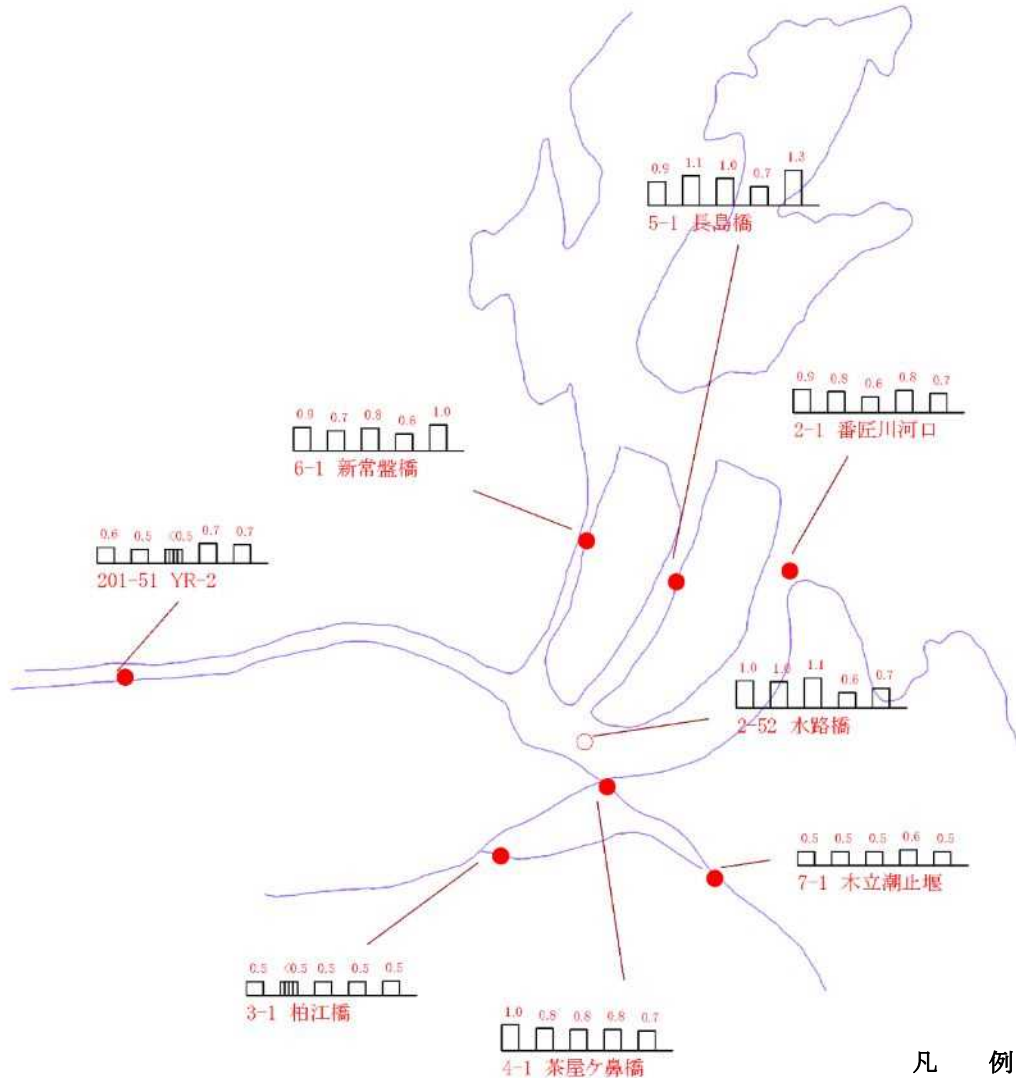 0.9 1.1 1.0 0.7 1.3
5-1 長島橋
0.9 0.8 0.6 0.8 0.7
2-1 番匠川河口
0.9 0.7 0.8 0.6 1.0
6-1 新常盤橋
0.6 0.5 <0.5 0.7 0.7
201-51 YR-2
1.0 1.0 1.1 0.6 0.7
2-52 水路橋
0.5 0.5 0.5 0.6 0.5
7-1 木立潮止堰
0.5 <0.5 0.5 0.5 0.5
3-1 柏江橋
1.0 0.8 0.8 0.8 0.7
4-1 茶屋ケ鼻橋
凡 例